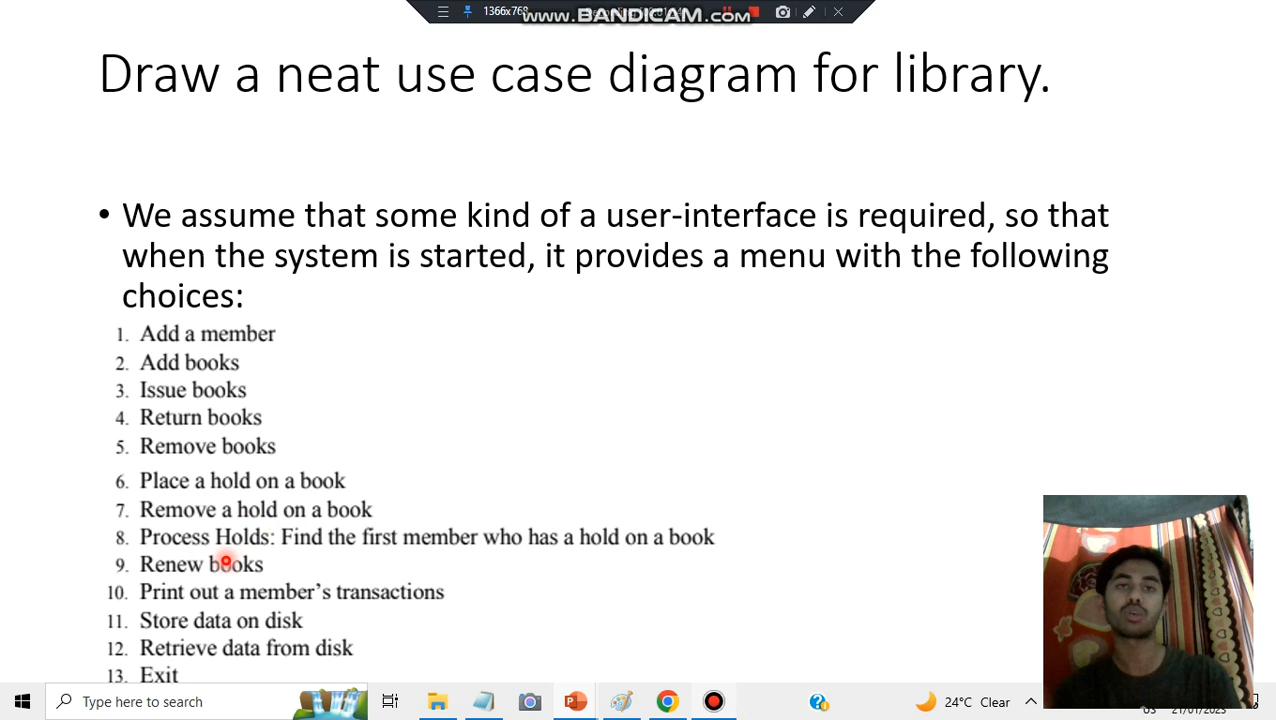 1366x768
www.BANDICAM.com
Draw a neat use case diagram for library.
• We assume that some kind of a user-interface is required, so that
when the system is started, it provides a menu with the following
choices:
1. Add a member
2. Add books
3. Issue books
4. Return books
5. Remove books
6. Place a hold on a book
7. Remove a hold on a book
8. Process Holds: Find the first member who has a hold on a book
9. Renew books
10. Print out a member's transactions
11. Store data on disk
12. Retrieve data from disk
13. Exit
Type here to search
24°C Clear
21/01/2023